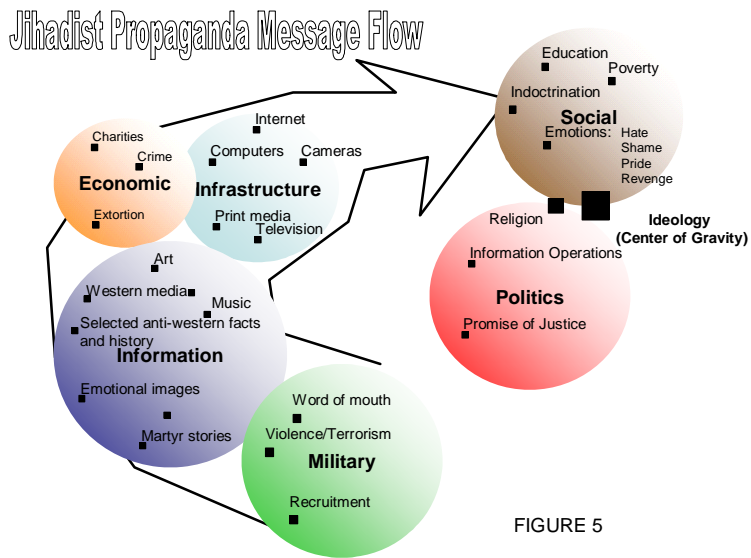 Jihadist Propaganda Message Flow
Education
Poverty
Indoctrination
Social
Emotions: Hate
Shame
Pride
Revenge
Internet
Computers
Cameras
Infrastructure
Print media
Television
Charities
Crime
Economic
Extortion
Religion
Ideology
(Center of Gravity)
Information Operations
Politics
Promise of Justice
Art
Western media
Music
Selected anti-western facts
and history
Information
Emotional images
Martyr stories
Word of mouth
Violence/Terrorism
Military
Recruitment
FIGURE 5